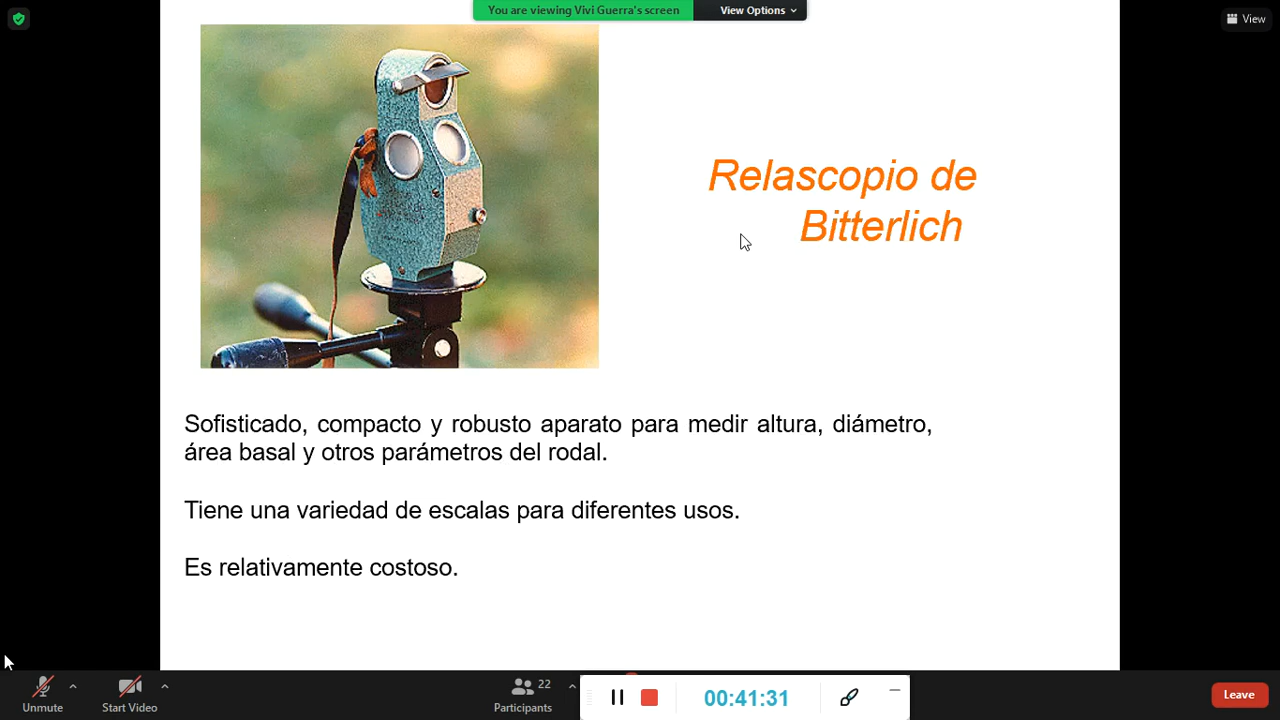 You are viewing Vivi Guerra's screen
View Options
View
Relascopio de
Bitterlich
Sofisticado, compacto y robusto aparato para medir altura, diámetro,
área basal y otros parámetros del rodal.
Tiene una variedad de escalas para diferentes usos.
Es relativamente costoso.
Unmute
Start Video
22
Participants
00:41:31
Leave